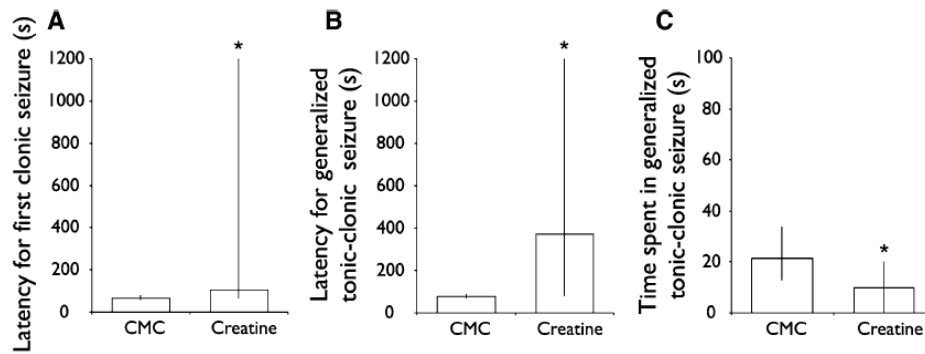 A
Latency for first clonic seizure (s)
*
1200
1000
800
600
400
200
0
CMC
Creatine
B
Latency for generalized
tonic-clonic seizure (s)
*
1200
1000
800
600
400
200
0
CMC
Creatine
C
Time spent in generalized
tonic-clonic seizure (s)
100
80
60
40
20
0
*
CMC
Creatine